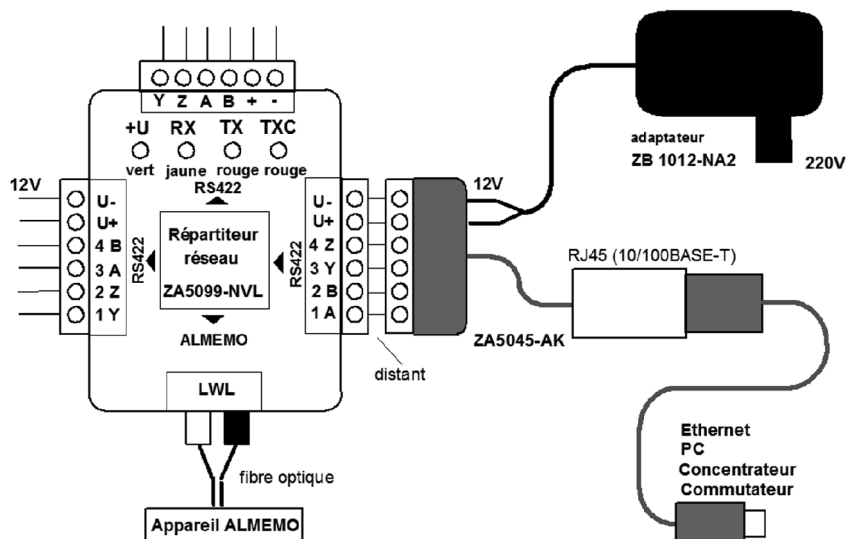 Y Z A B + -
+U RX TX TXC
vert jaune rouge rouge
RS422
12V
U-
U+
4 B
3 A
2 Z
1 Y
RS422
Répartiteur
réseau
ZA5099-NVL
ALMEMO
RS422
U-
U+
4 Z
3 Y
2 B
1 A
distant
12V
ZA5045-AK
adaptateur
ZB 1012-NA2
220V
RJ45 (10/100BASE-T)
LWL
fibre optique
Appareil ALMEMO
Ethernet
PC
Concentrateur
Commutateur